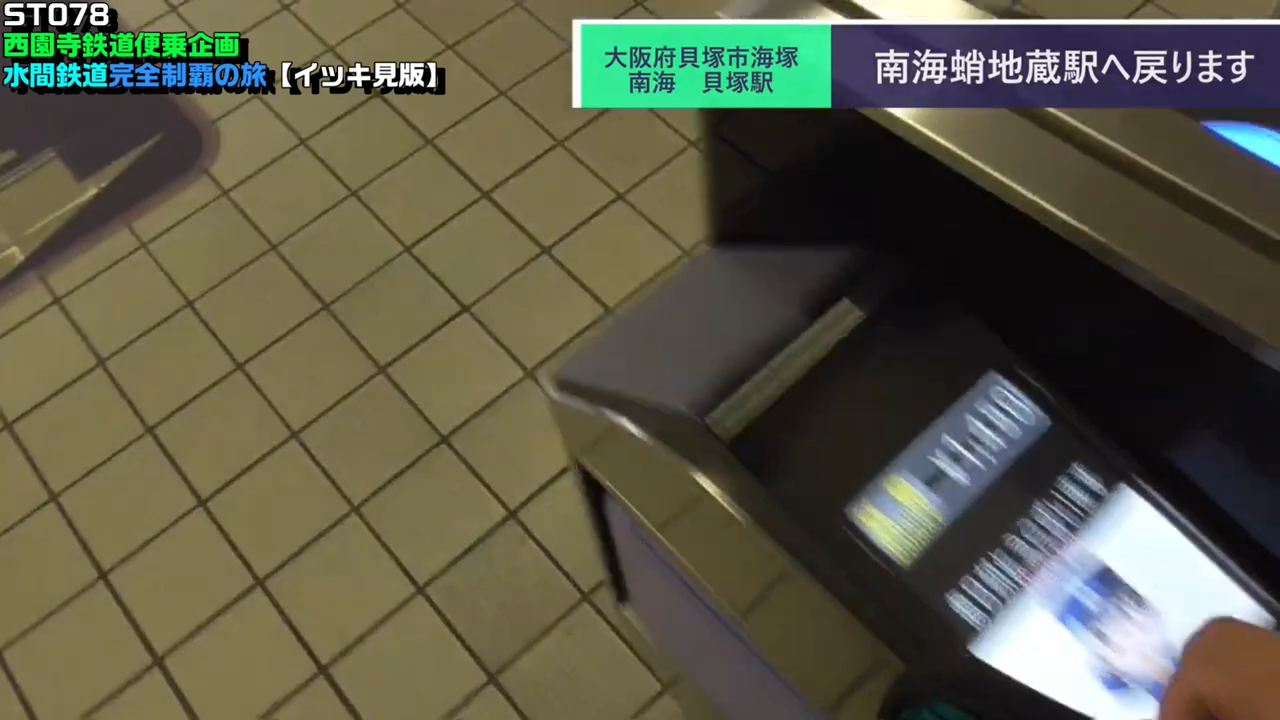 ST078
西園寺鉄道便乗企画
水間鉄道完全制覇の旅【イツキ見版】
大阪府貝塚市海塚
南海 貝塚駅
南海蛸地蔵駅へ戻ります